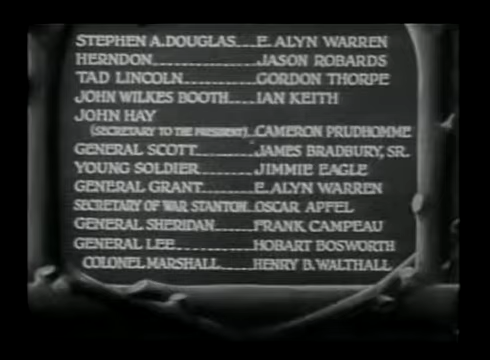 STEPHEN A. DOUGLAS....E. ALYN WARREN
HERNDON....................JASON ROBARDS
TAD LINCOLN...............GORDON THORPE
JOHN WILKES BOOTH.....IAN KEITH
JOHN HAY
(SECRETARY TO THE PRESIDENT)..CAMERON PRUDHOMME
GENERAL SCOTT............JAMES BRADBURY, SR.
YOUNG SOLDIER............JIMMIE EAGLE
GENERAL GRANT...........E. ALYN WARREN
SECRETARY OF WAR STANTON..OSCAR APFEL
GENERAL SHERIDAN........FRANK CAMPEAU
GENERAL LEE................HOBART BOSWORTH
COLONEL MARSHALL.......HENRY B. WALTHALL